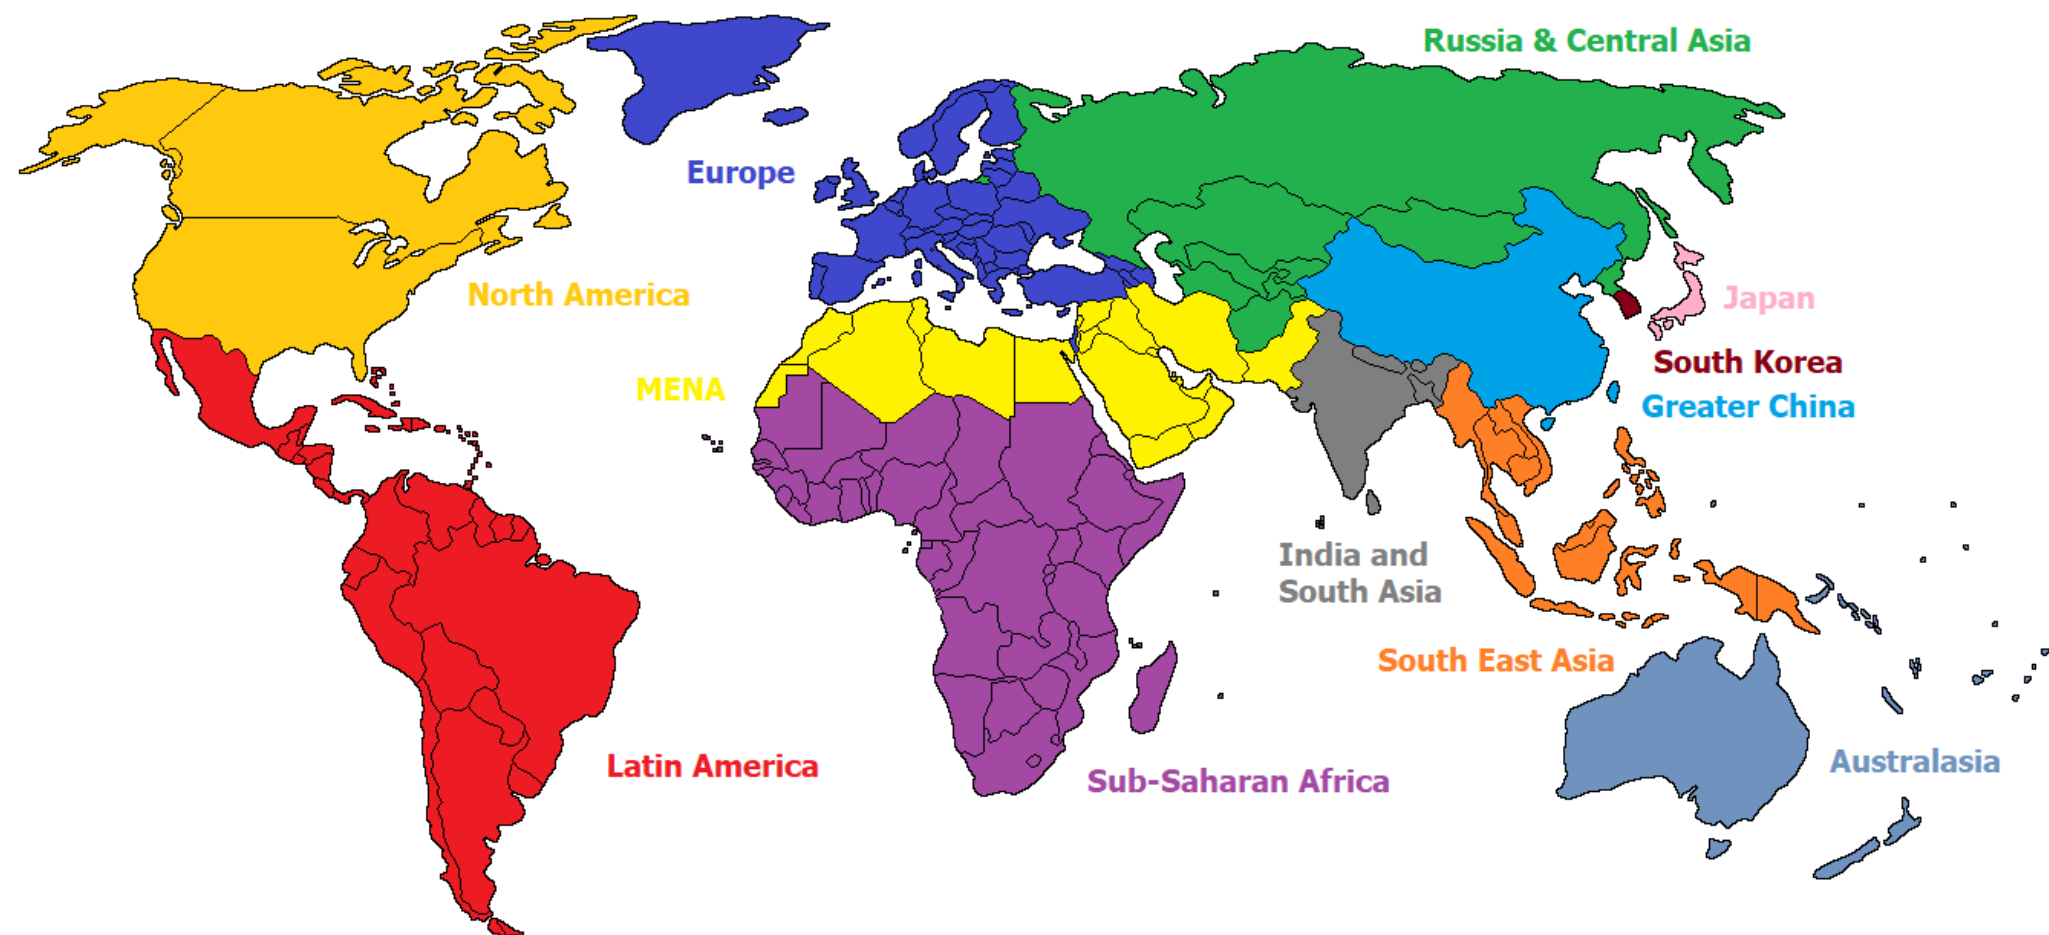 Russia & Central Asia
Europe
North America
Japan
South Korea
MENA
Greater China
India and
South Asia
South East Asia
Latin America
Sub-Saharan Africa
Australasia